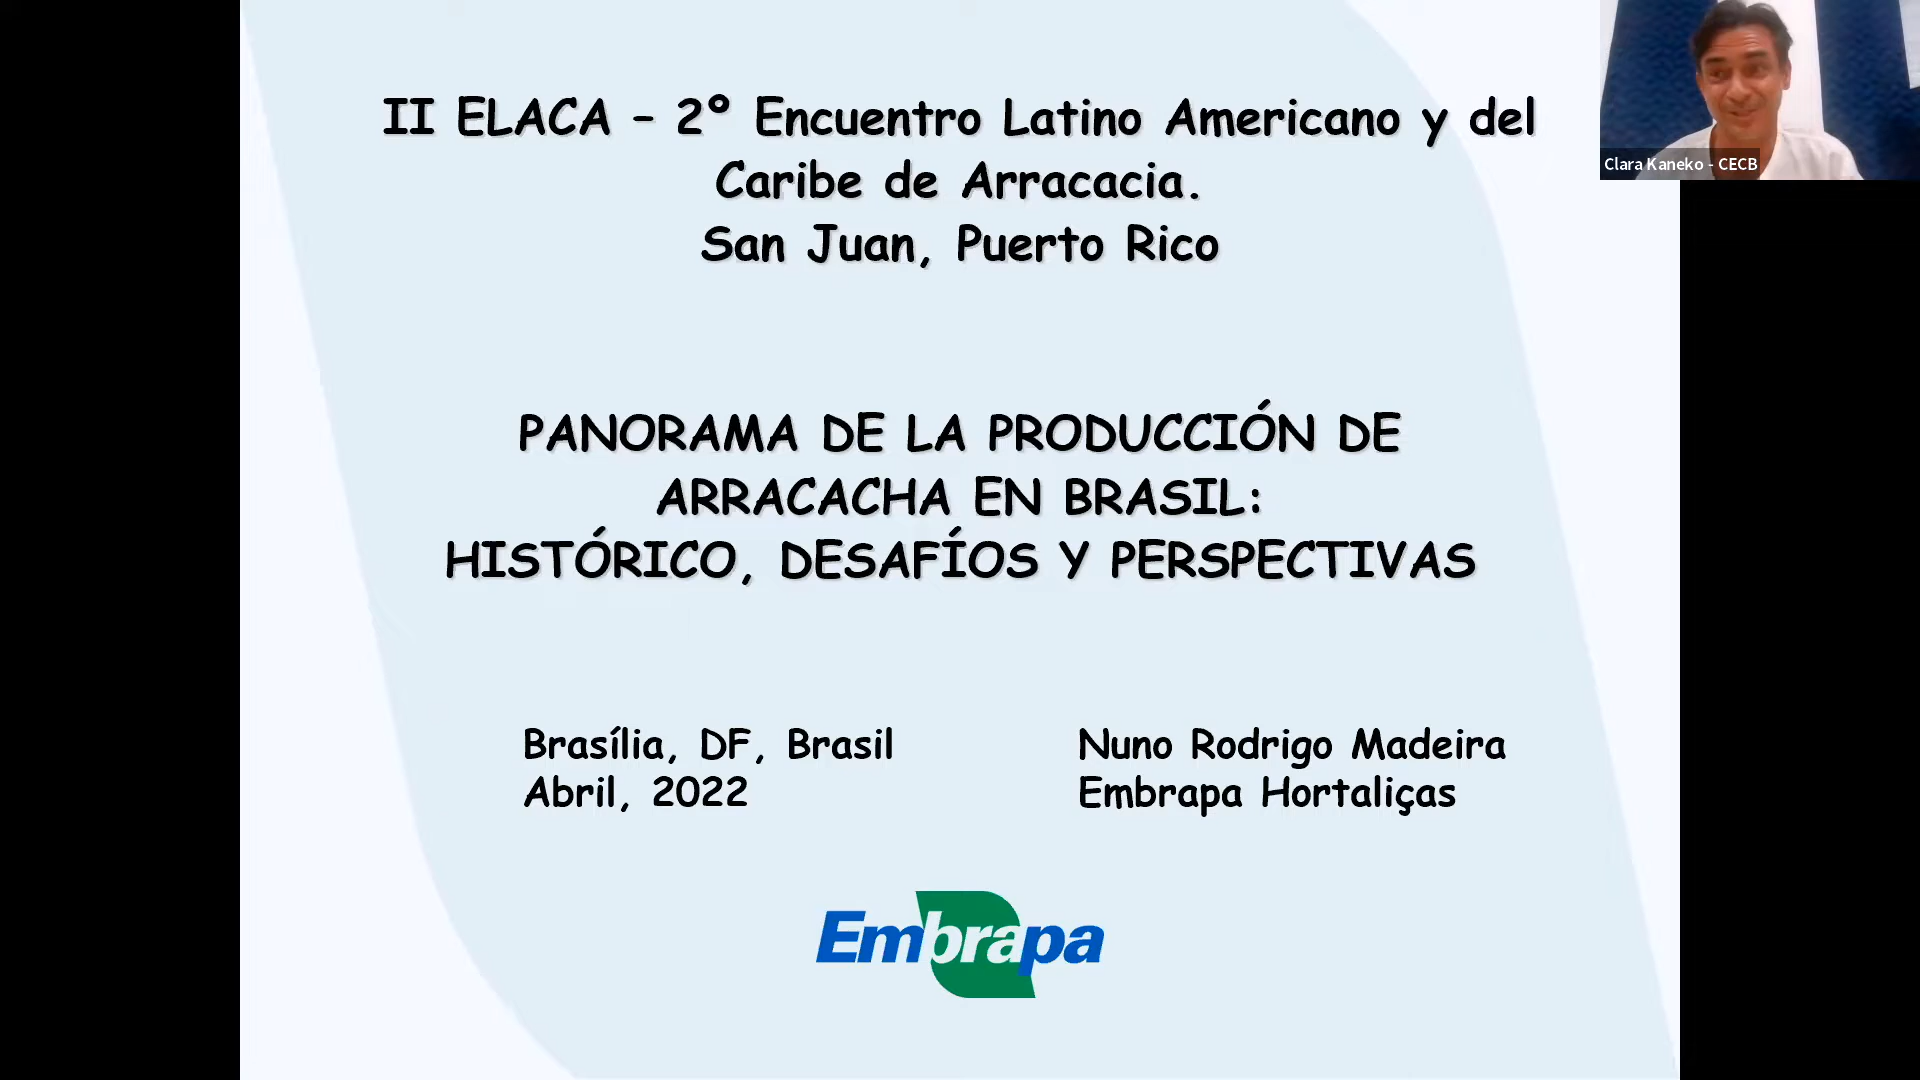 II ELACA – 2º Encuentro Latino Americano y del
Caribe de Arracacia.
San Juan, Puerto Rico
PANORAMA DE LA PRODUCCIÓN DE
ARRACACHA EN BRASIL:
HISTÓRICO, DESAFÍOS Y PERSPECTIVAS
Brasília, DF, Brasil
Abril, 2022
Nuno Rodrigo Madeira
Embrapa Hortaliças
Embrapa
Clara Kaneko - CECB